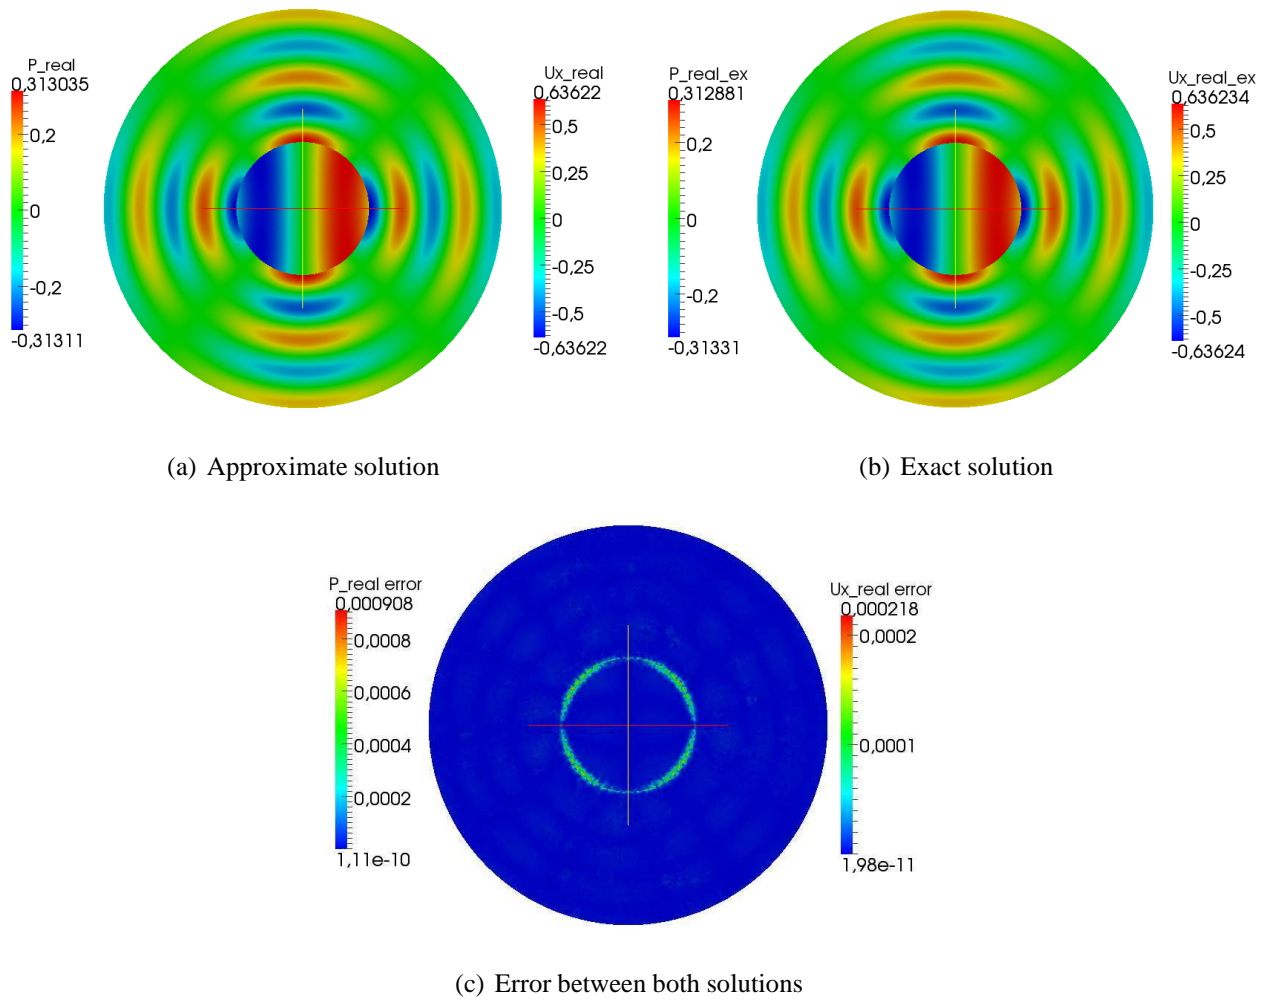 P_real
0,313035
0,2
0
-0,2
-0,31311
Ux_real
0,63622
0,5
0,25
0
-0,25
-0,5
-0,63622
P_real_ex
0,312881
0,2
0
-0,2
-0,31331
Ux_real_ex
0,636234
0,5
0,25
0
-0,25
-0,5
-0,63624
(a) Approximate solution
(b) Exact solution
P_real error
0,000908
0,0008
0,0006
0,0004
0,0002
1,11e-10
Ux_real error
0,000218
0,0002
0,0001
1,98e-11
(c) Error between both solutions